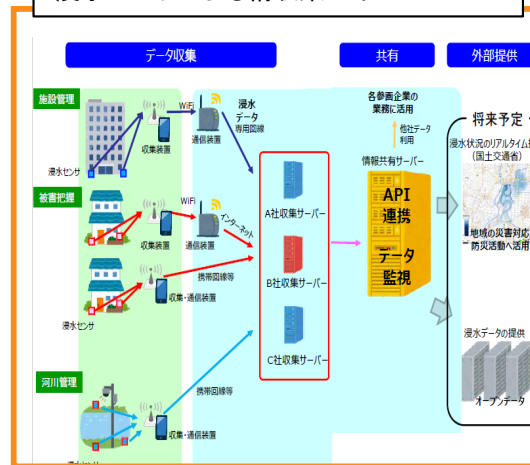 データ収集
共有
外部提供
施設管理
WiFi
浸水
データ
専用回線
収集装置
通信装置
浸水センサ
各参画企業の
業務に活用
他社データ
利用
情報共有サーバー
将来予定
浸水状況のリアルタイム
(国土交通省)
被害把握
WiFi
インターネット
収集装置
通信装置
A社収集サーバー
API
連携
データ
監視
地域の災害対応
防災活動へ活用
B社収集サーバー
携帯回線等
収集・通信装置
浸水センサ
C社収集サーバー
浸水データの提供
オープンデータ
河川管理
携帯回線等
収集・通信装置
浸水センサ